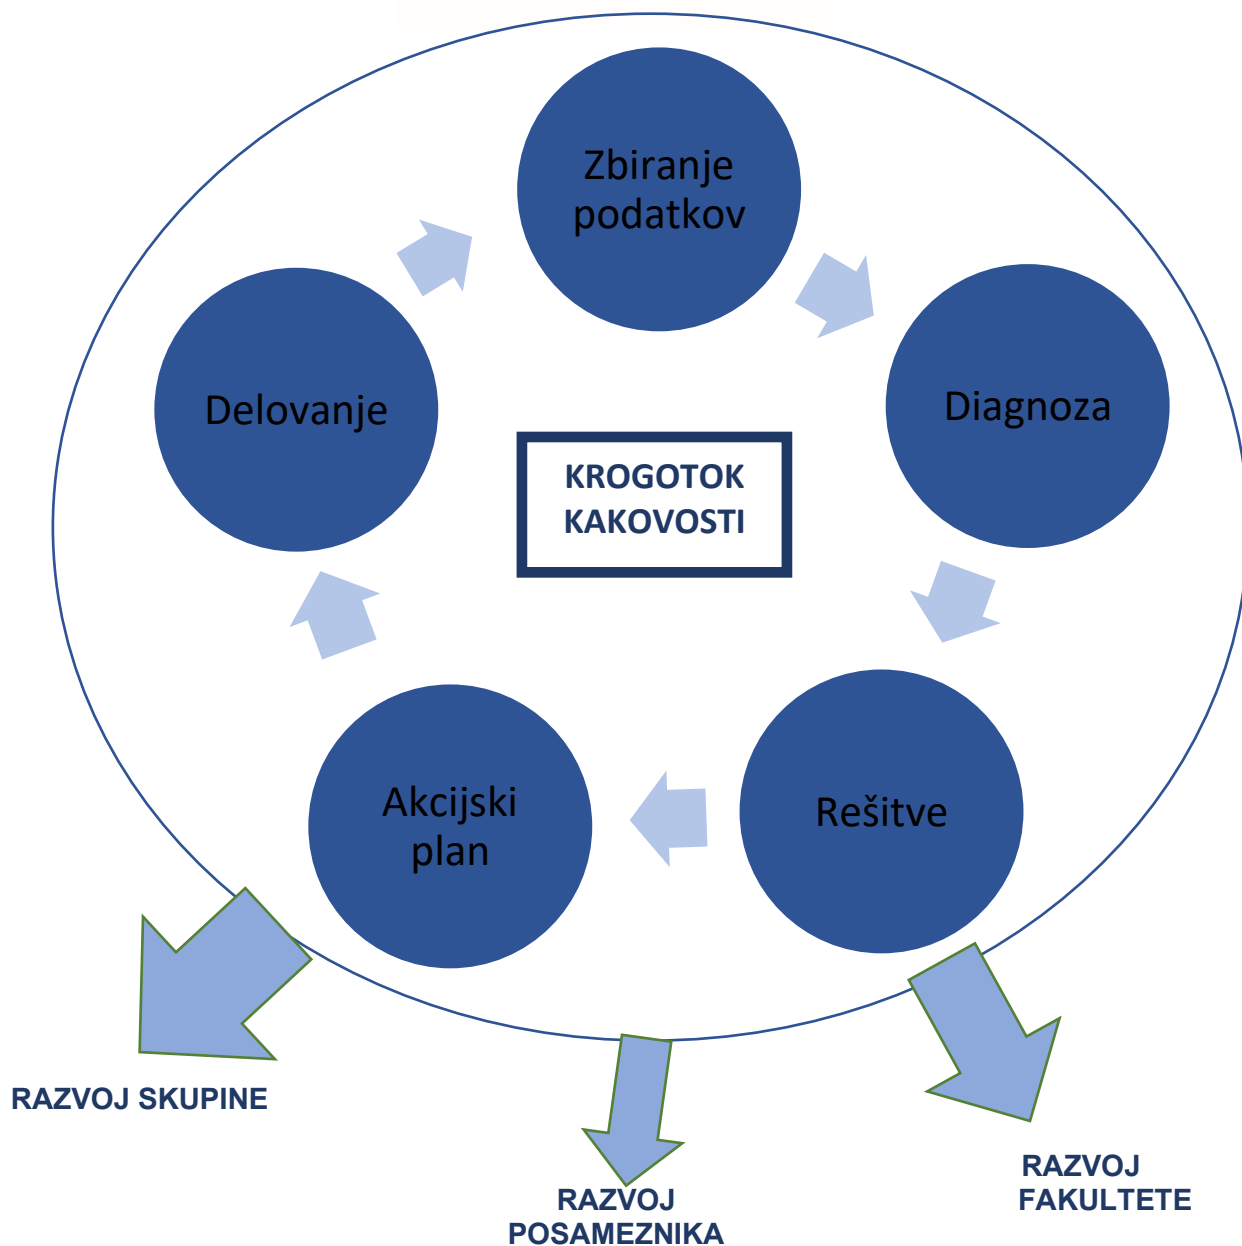 Zbiranje
podatkov
Delovanje
Diagnoza
KROGOTOK
KAKOVOSTI
Akcijski
plan
Rešitve
RAZVOJ SKUPINE
RAZVOJ
POSAMEZNIKA
RAZVOJ
FAKULTETE